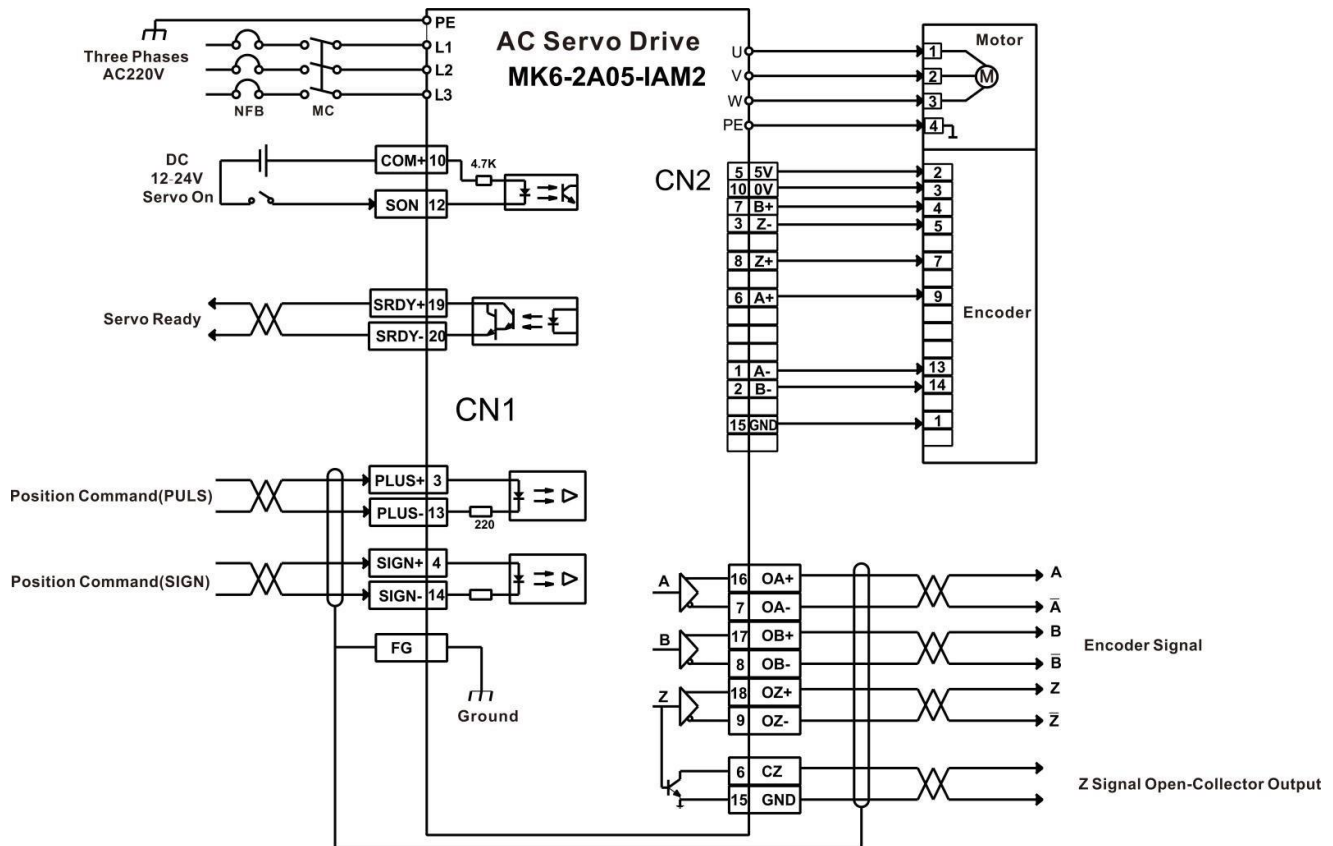 PE
Three Phases
AC220V
L1
L2
L3
NFB
MC
AC Servo Drive
MK6-2A05-IAM2
U
V
W
PE
1
2
3
4
Motor
M
DC
12-24V
Servo On
COM+ 10
4.7K
SON 12
CN2
5 5V 2
10 0V 3
7 B+ 4
3 Z- 5
8 Z+ 7
6 A+ 9
1 A- 13
2 B- 14
15 GND 1
Encoder
Servo Ready
SRDY+ 19
SRDY- 20
CN1
Position Command(PULS)
PLUS+ 3
PLUS- 13
220
Position Command(SIGN)
SIGN+ 4
SIGN- 14
FG
Ground
A
16 OA+
A
7 OA-
A̅
B
17 OB+
B
8 OB-
B̅
Encoder Signal
Z
18 OZ+
Z
9 OZ-
Z̅
6 CZ
15 GND
Z Signal Open-Collector Output